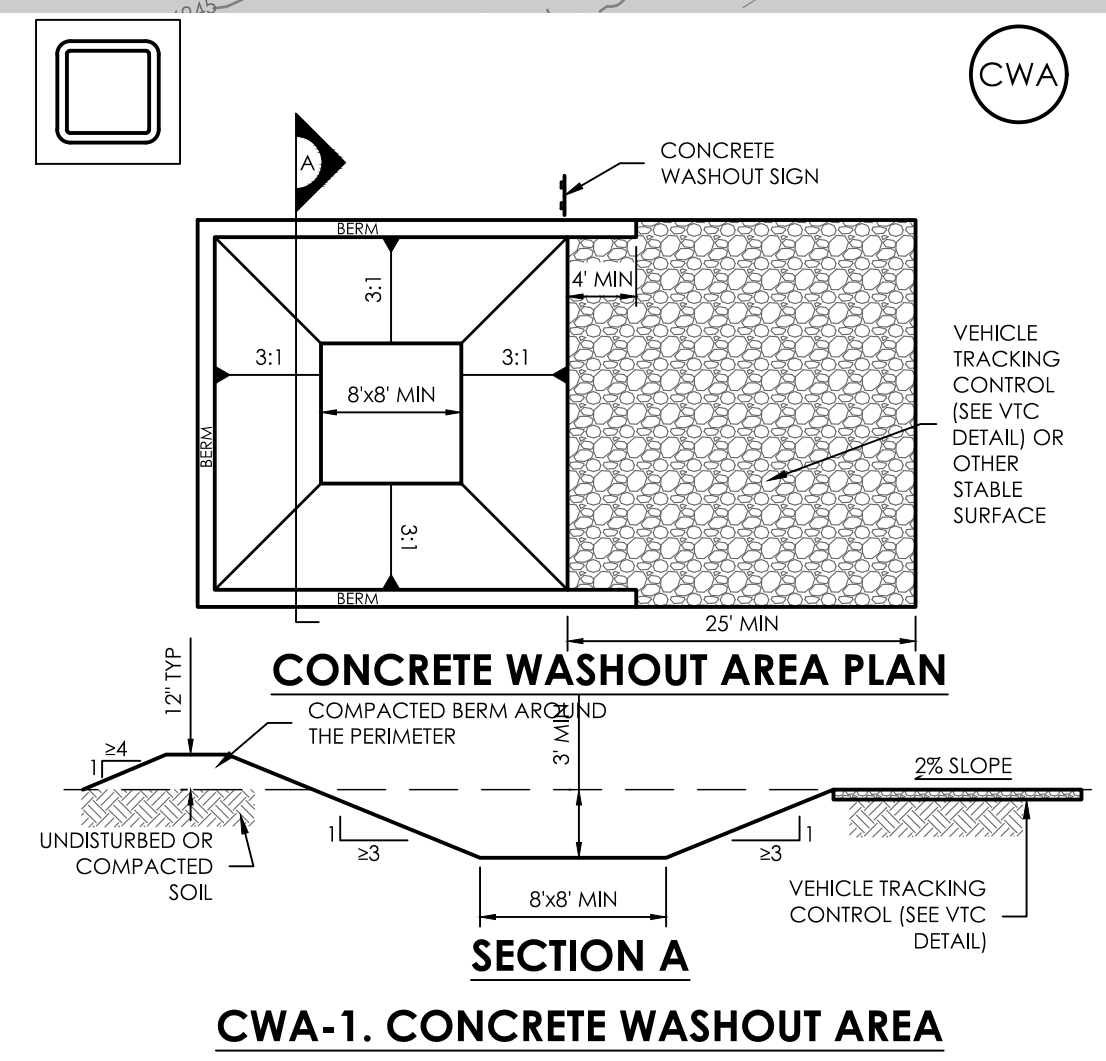 6845
CWA
A
CONCRETE
WASHOUT SIGN
BERM
4' MIN
3:1
3:1
3:1
8'x8' MIN
BERM
3:1
BERM
VEHICLE
TRACKING
CONTROL
(SEE VTC
DETAIL) OR
OTHER
STABLE
SURFACE
25' MIN
CONCRETE WASHOUT AREA PLAN
12" TYP
COMPACTED BERM AROUND
THE PERIMETER
3' MIN
≥4
1
2% SLOPE
UNDISTURBED OR
COMPACTED
SOIL
1
≥3
1
≥3
8'x8' MIN
VEHICLE TRACKING
CONTROL (SEE VTC
DETAIL)
SECTION A
CWA-1. CONCRETE WASHOUT AREA